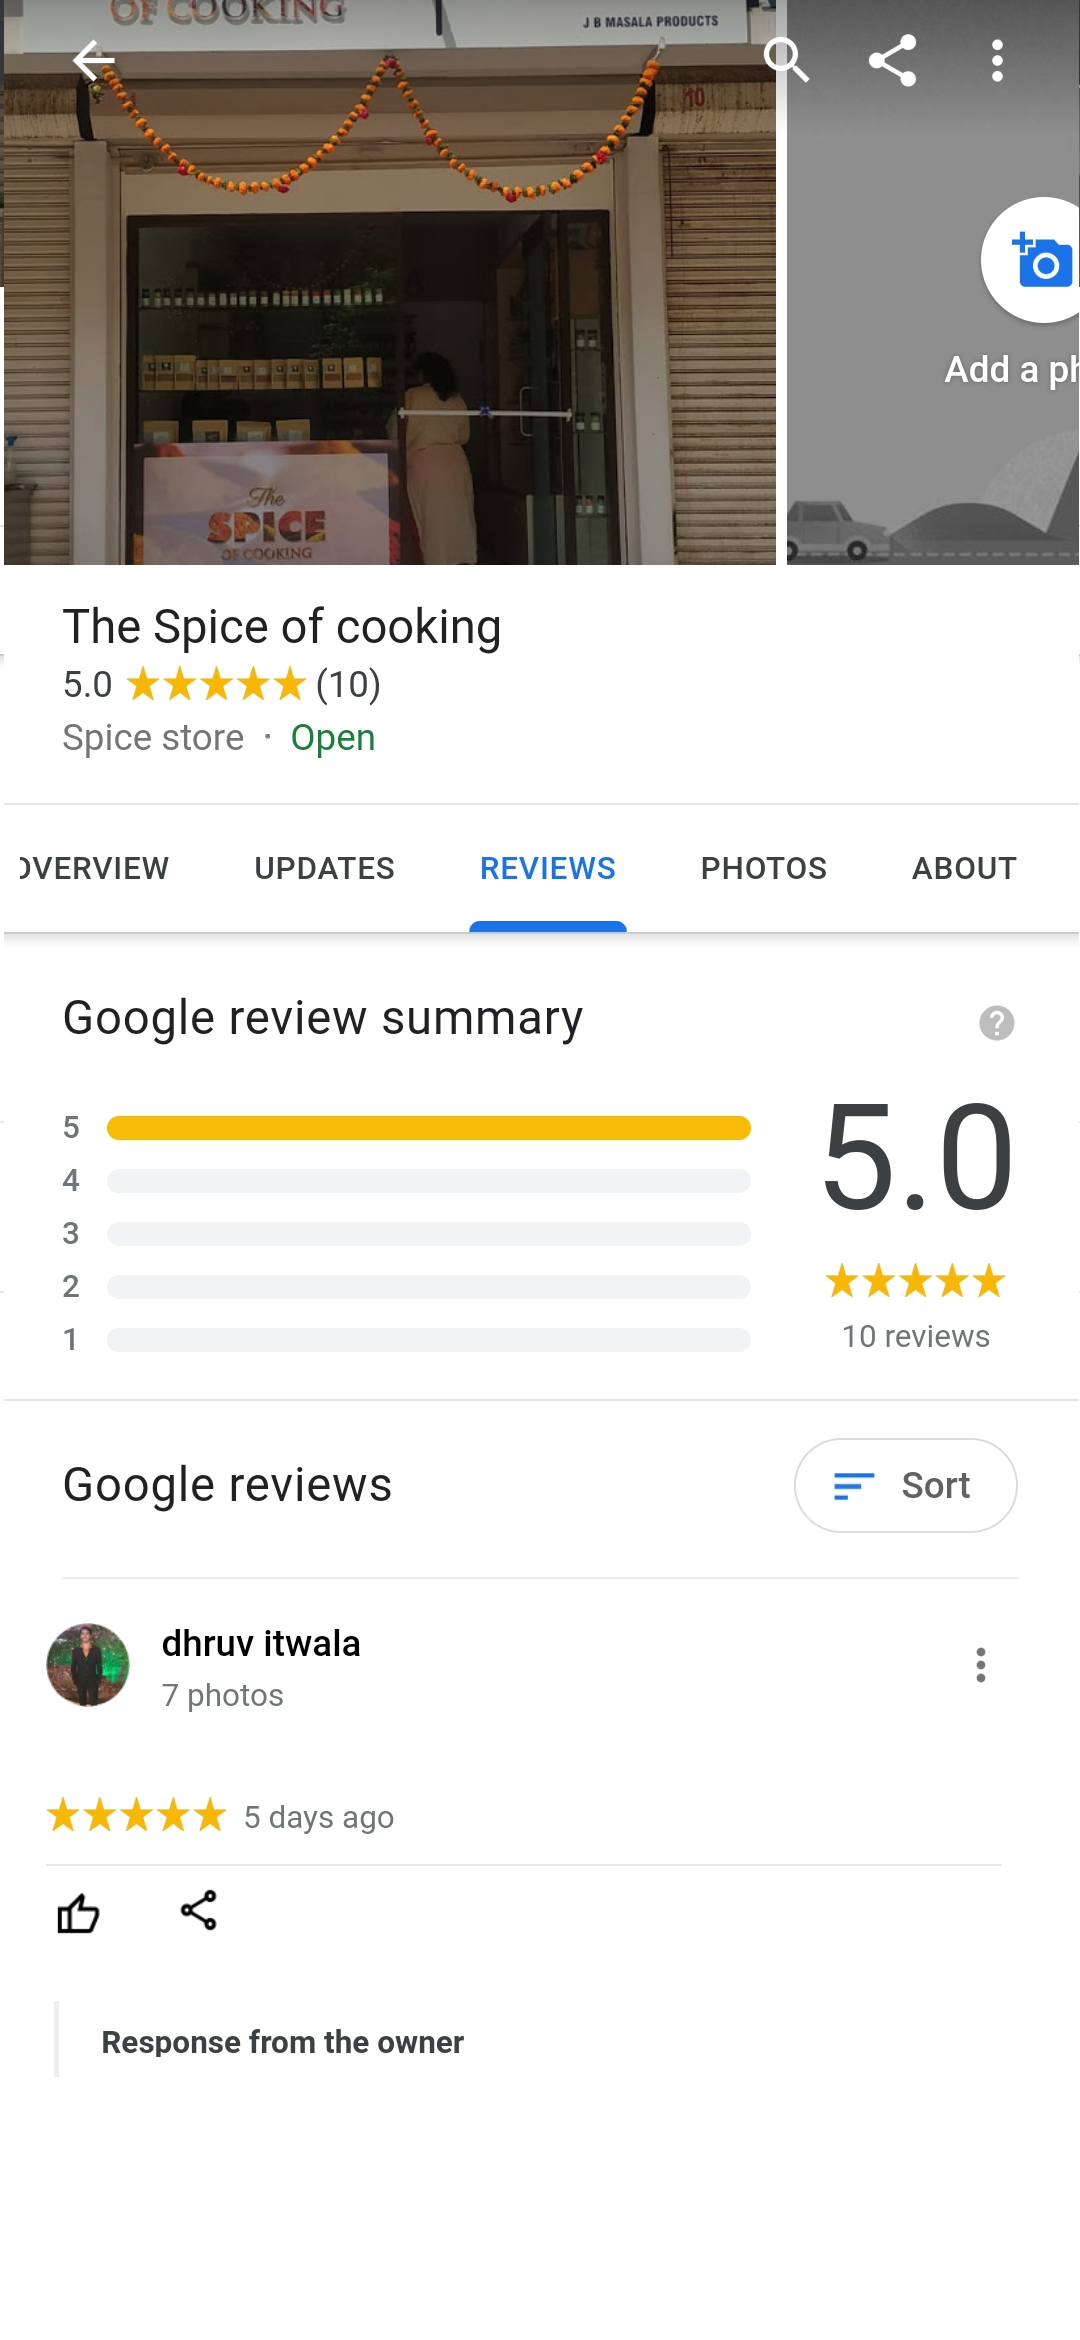 OF COOKING
J B MASALA PRODUCTS
10
Add a ph
The
SPICE
OF COOKING
The Spice of cooking
5.0 ★★★★★ (10)
Spice store · Open
OVERVIEW UPDATES REVIEWS PHOTOS ABOUT
Google review summary
?
5
4
3
2
1
5.0
★★★★★
10 reviews
Google reviews
Sort
dhruv itwala
7 photos
★★★★★ 5 days ago
Response from the owner